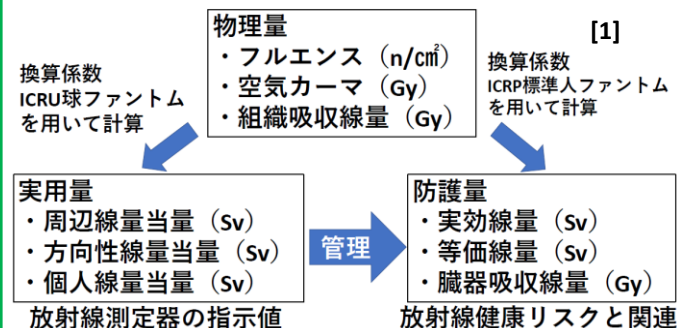 物理量
・フルエンス（n/c㎡）
・空気カーマ（Gy）
・組織吸収線量（Gy）
[1]
換算係数
ICRU球ファントム
を用いて計算
換算係数
ICRP標準人ファントム
を用いて計算
実用量
・周辺線量当量（Sv）
・方向性線量当量（Sv）
・個人線量当量（Sv）
管理
防護量
・実効線量（Sv）
・等価線量（Sv）
・臓器吸収線量（Gy）
放射線測定器の指示値
放射線健康リスクと関連